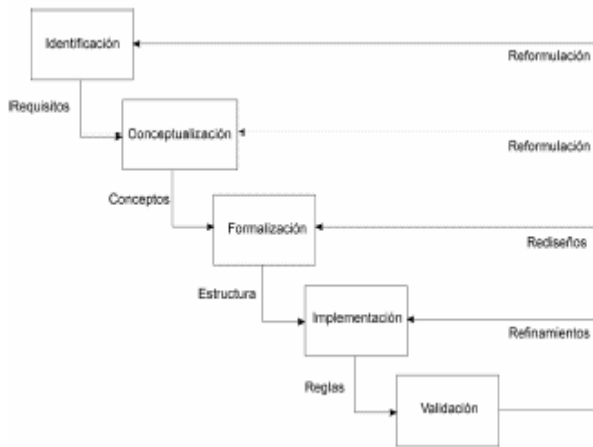 Identificación
Reformulación
Requisitos
Conceptualización
Reformulación
Conceptos
Formalización
Rediseños
Estructura
Implementación
Refinamientos
Reglas
Validación